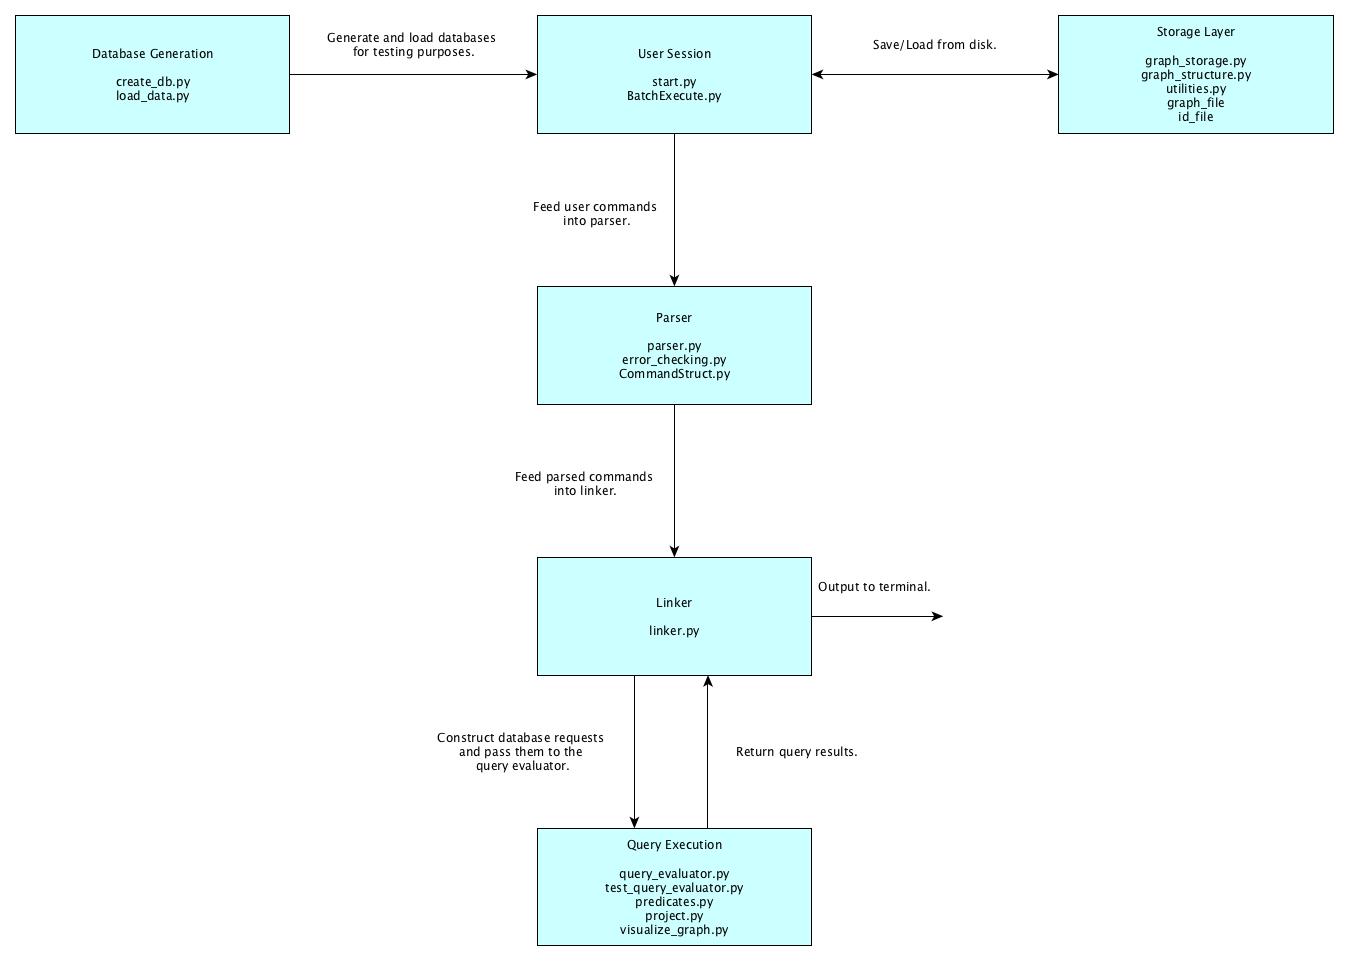 Database Generation
create_db.py
load_data.py
Generate and load databases
for testing purposes.
User Session
start.py
BatchExecute.py
Save/Load from disk.
Storage Layer
graph_storage.py
graph_structure.py
utilities.py
graph_file
id_file
Feed user commands
into parser.
Parser
parser.py
error_checking.py
CommandStruct.py
Feed parsed commands
into linker.
Linker
linker.py
Output to terminal.
Construct database requests
and pass them to the
query evaluator.
Return query results.
Query Execution
query_evaluator.py
test_query_evaluator.py
predicates.py
project.py
visualize_graph.py